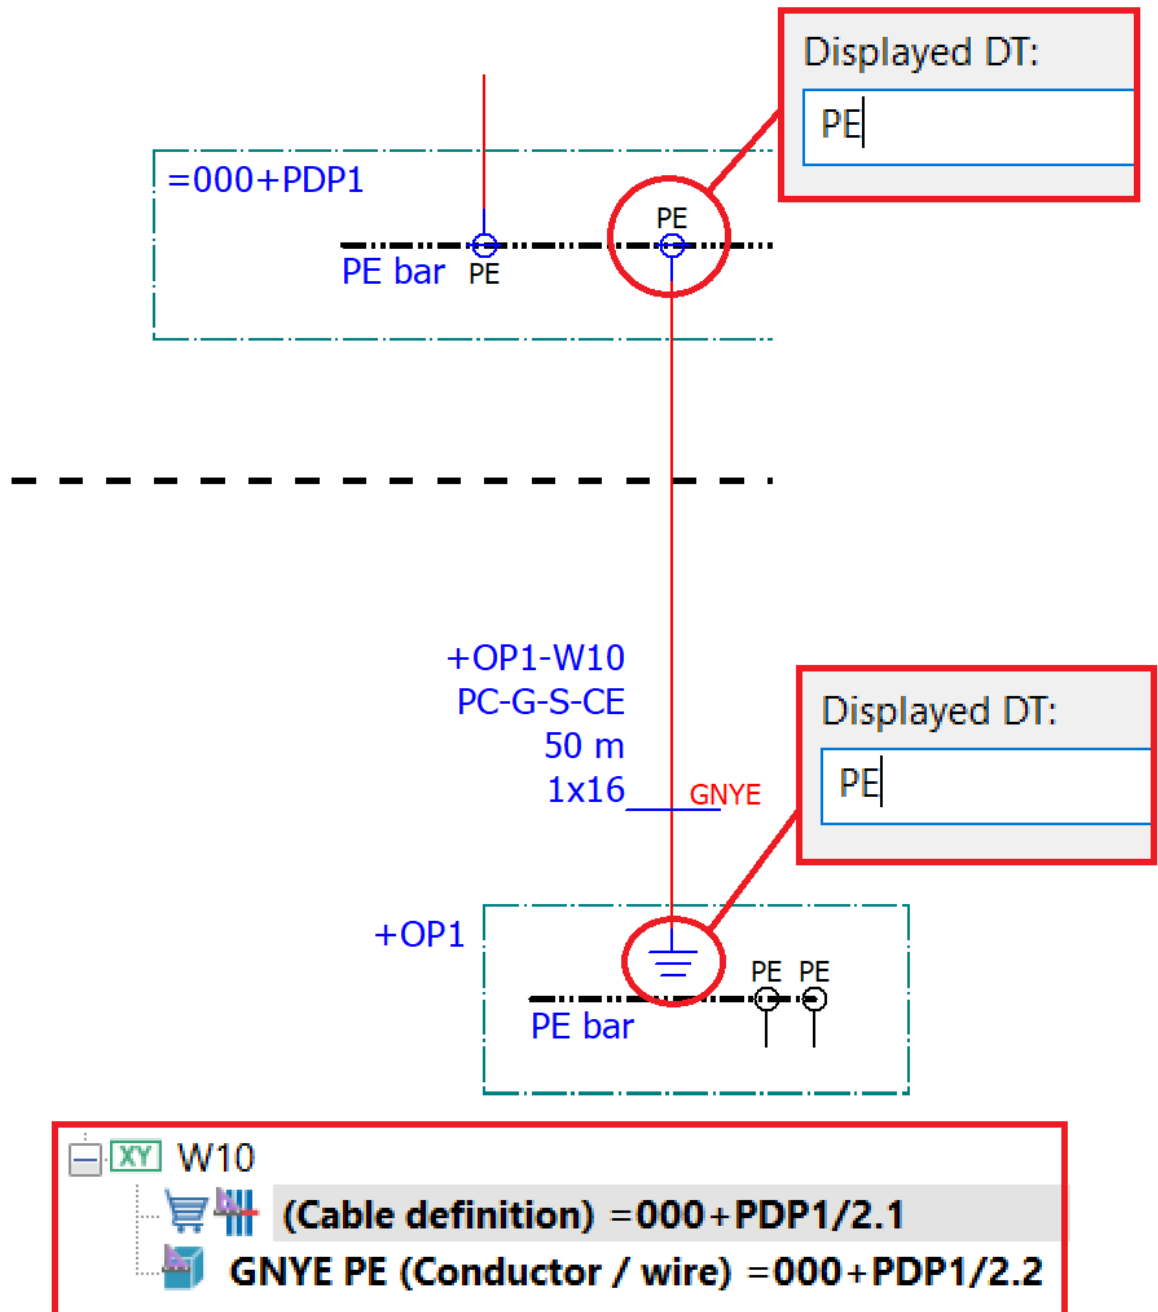 Displayed DT:
PE
=000+PDP1
PE
PE bar
PE
+OP1-W10
PC-G-S-CE
50 m
1x16
GNYE
Displayed DT:
PE
+OP1
PE PE
PE bar
XY W10
(Cable definition) =000+PDP1/2.1
GNYE PE (Conductor / wire) =000+PDP1/2.2